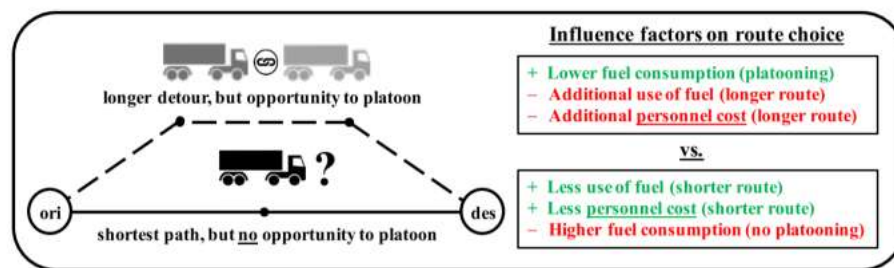 longer detour, but opportunity to platoon
?
ori
des
shortest path, but no opportunity to platoon
Influence factors on route choice
+ Lower fuel consumption (platooning)
− Additional use of fuel (longer route)
− Additional personnel cost (longer route)
vs.
+ Less use of fuel (shorter route)
+ Less personnel cost (shorter route)
− Higher fuel consumption (no platooning)